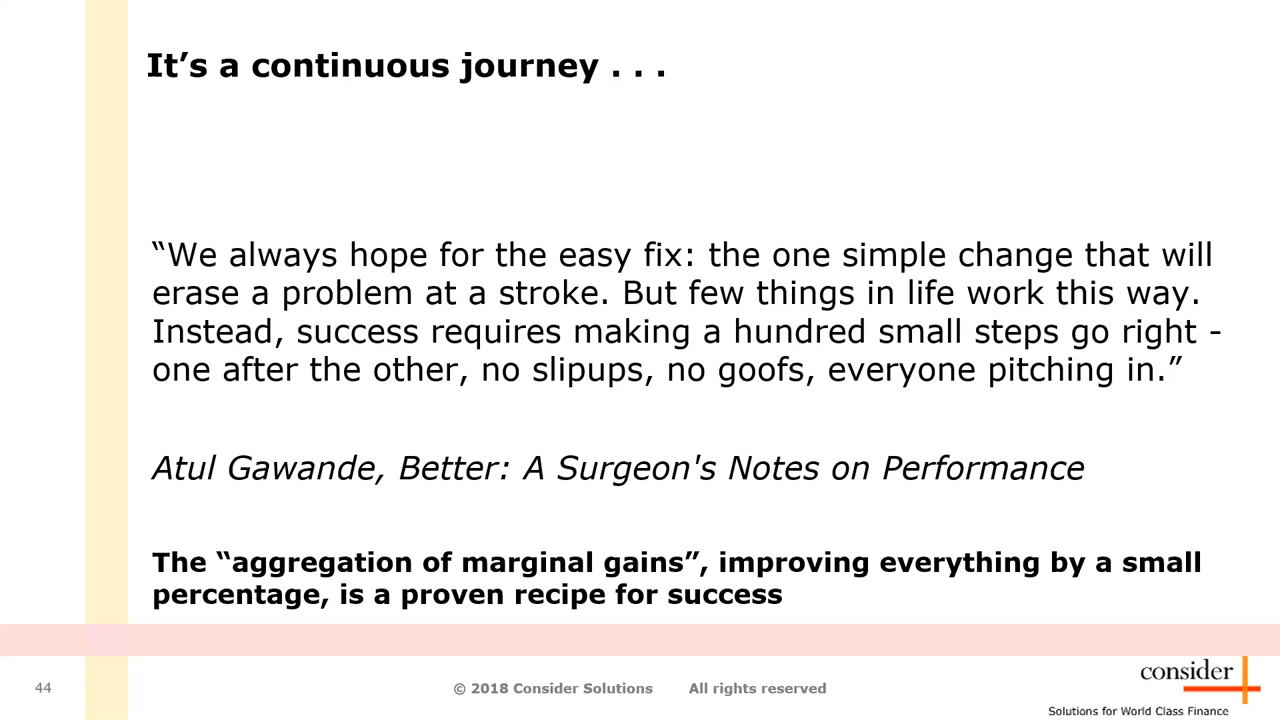 It’s a continuous journey . . .
“We always hope for the easy fix: the one simple change that will
erase a problem at a stroke. But few things in life work this way.
Instead, success requires making a hundred small steps go right -
one after the other, no slipups, no goofs, everyone pitching in.”
Atul Gawande, Better: A Surgeon's Notes on Performance
The “aggregation of marginal gains”, improving everything by a small
percentage, is a proven recipe for success
44
© 2018 Consider Solutions All rights reserved
consider
Solutions for World Class Finance